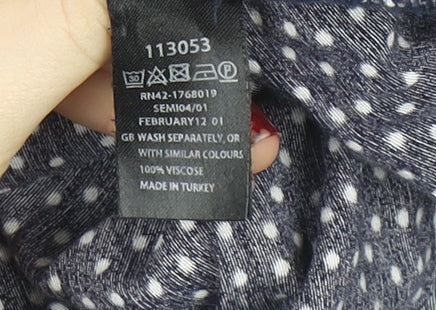 113053
30 P
RN42-1768019
SEMI04/01
FEBRUARY12 01
GB WASH SEPARATELY, OR
WITH SIMILAR COLOURS
100% VISCOSE
MADE IN TURKEY